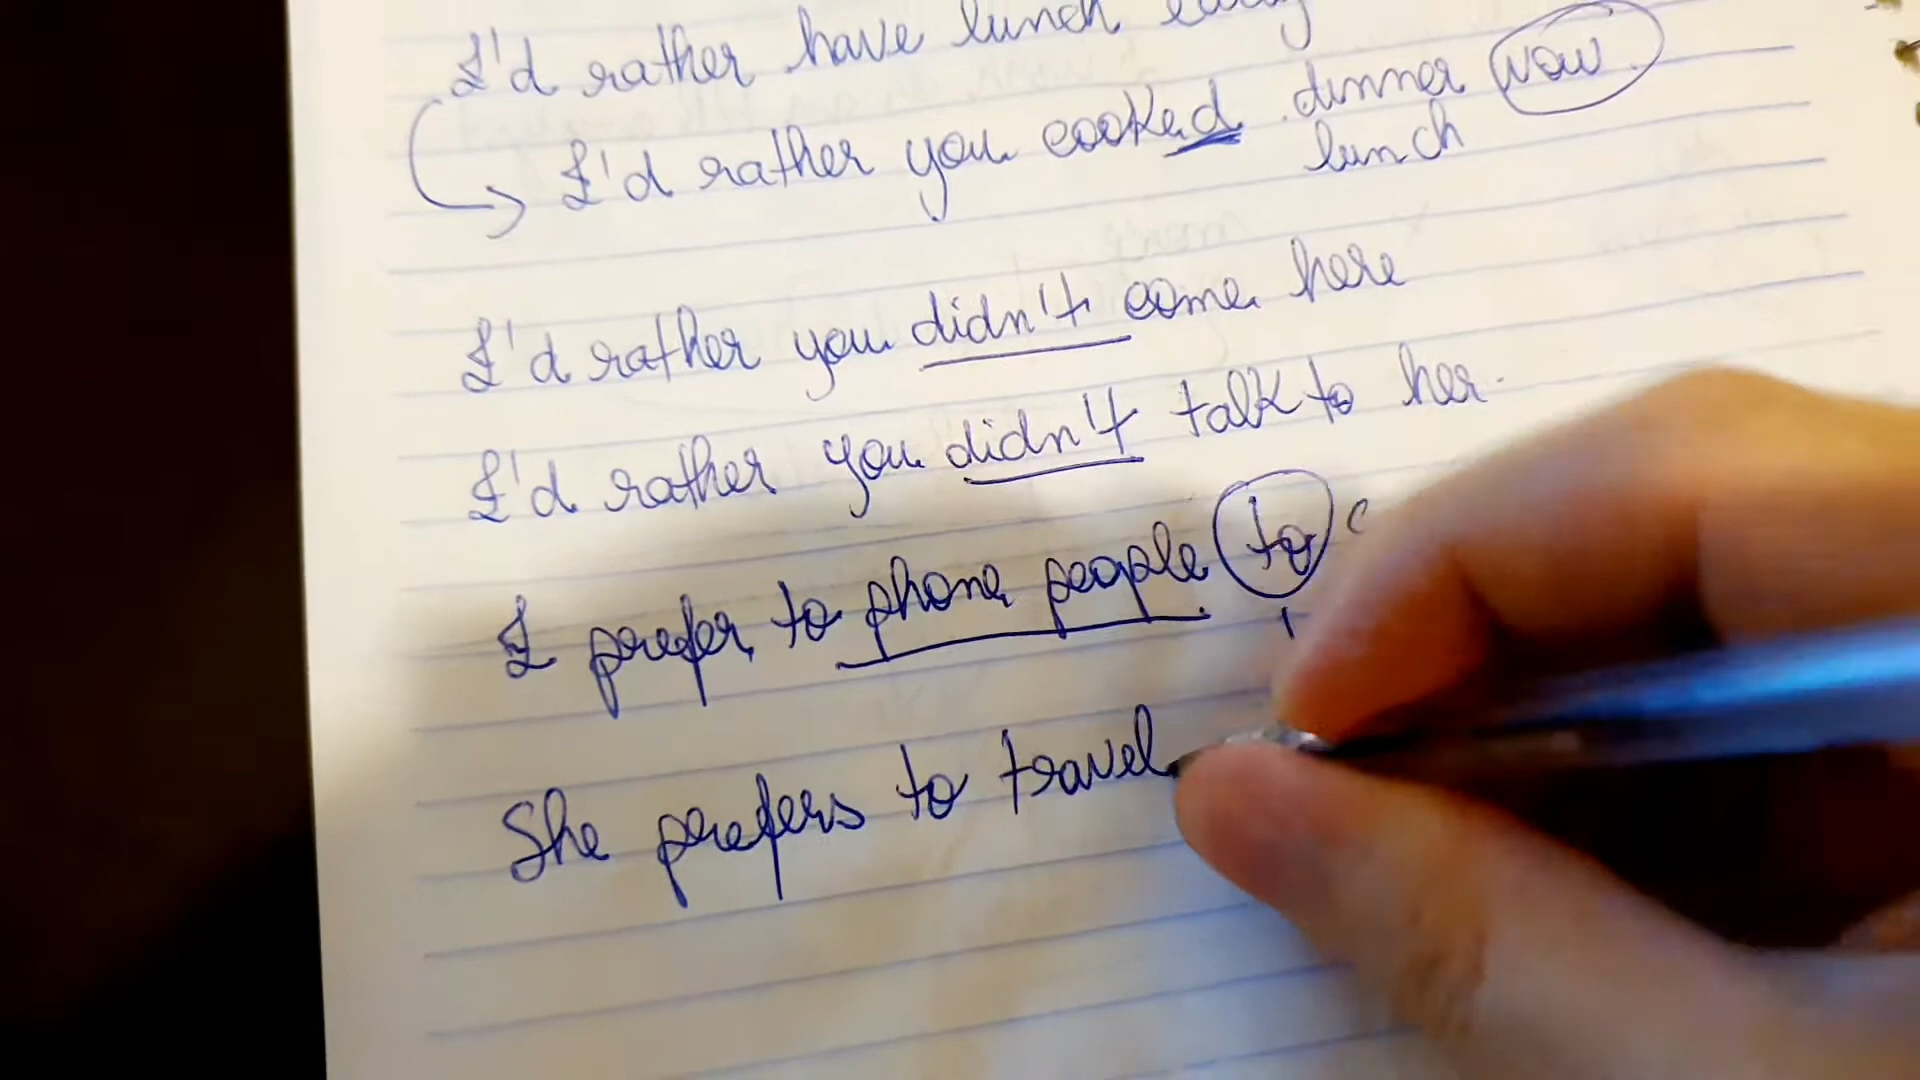 I'd rather have lunch early
I'd rather you cooked dinner now.
lunch
I'd rather you didn't come here
I'd rather you didn't talk to her.
I prefer to phone people to
She prefers to travel